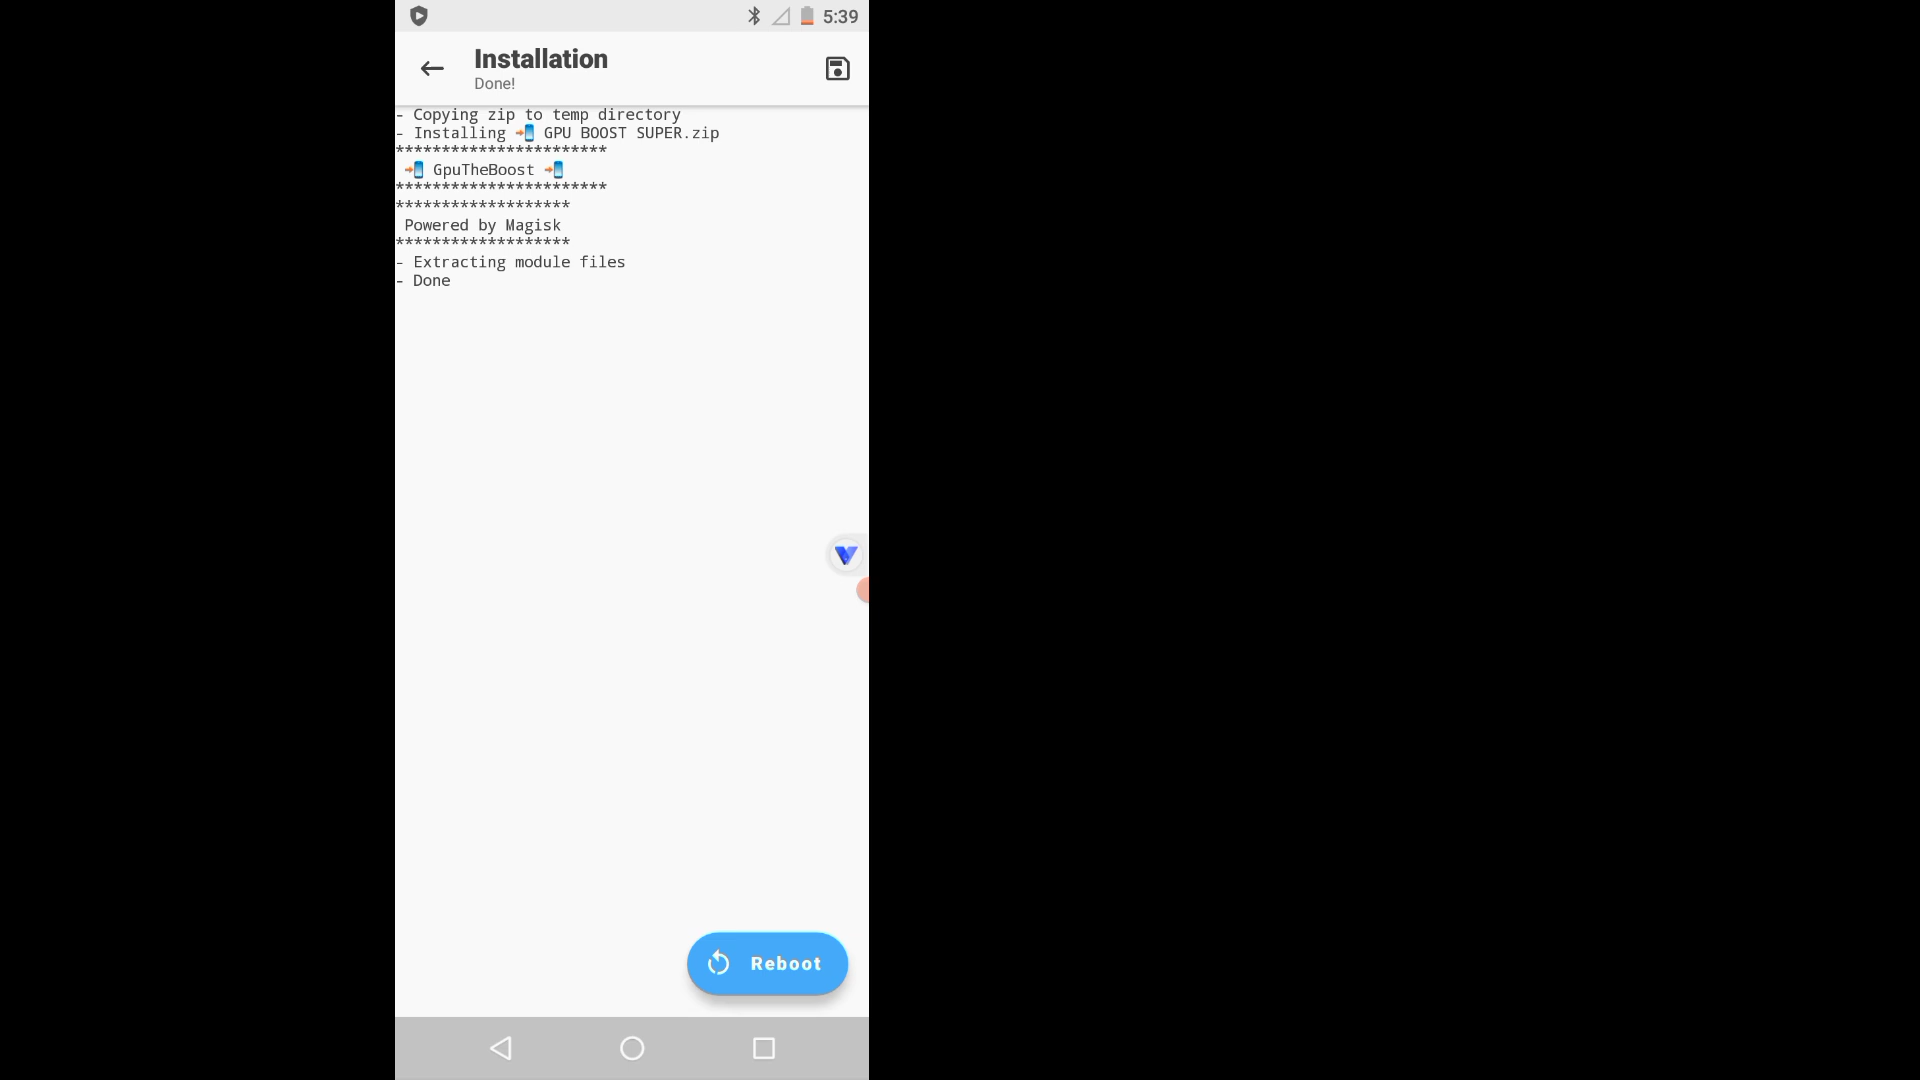 5:39
Installation
Done!
- Copying zip to temp directory
- Installing 📲 GPU BOOST SUPER.zip
***********************
📲 GpuTheBoost 📲
***********************
*******************
Powered by Magisk
*******************
- Extracting module files
- Done
Reboot